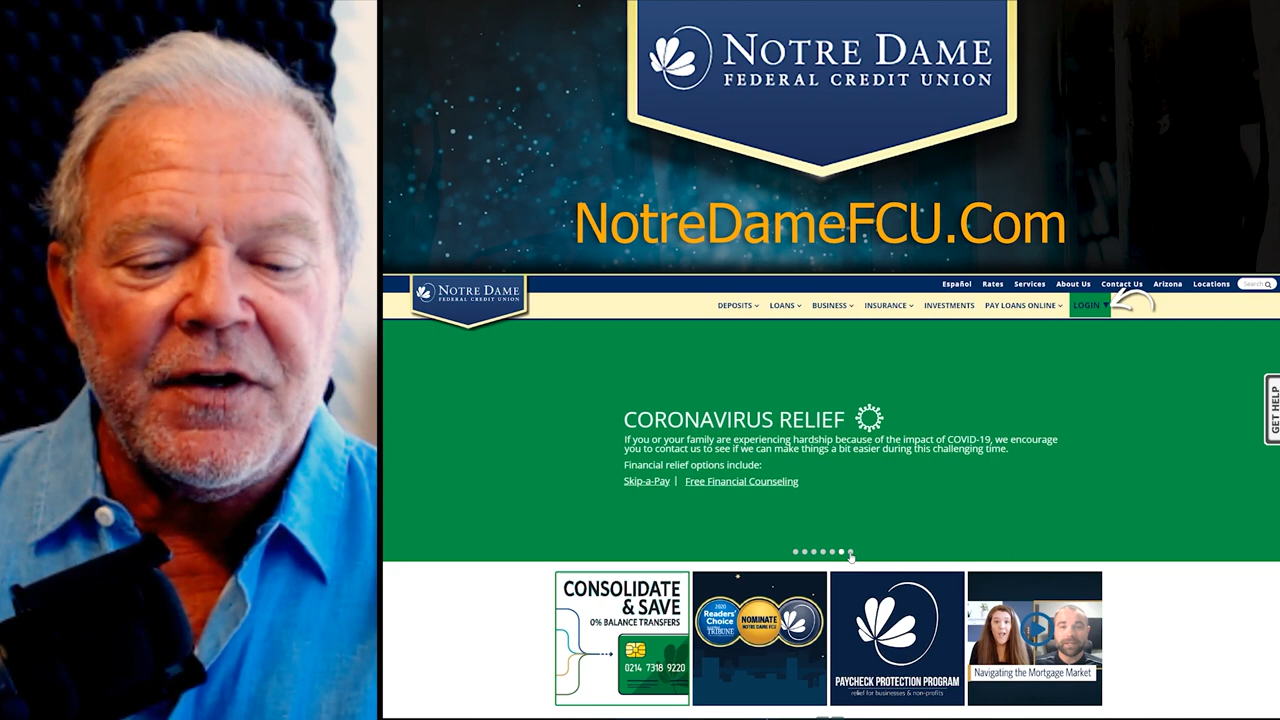 NOTRE DAME
FEDERAL CREDIT UNION
NotreDameFCU.Com
NOTRE DAME
FEDERAL CREDIT UNION
Español Rates Services About Us Contact Us Arizona Locations Search
DEPOSITS LOANS BUSINESS INSURANCE INVESTMENTS PAY LOANS ONLINE LOGIN
GET HELP
CORONAVIRUS RELIEF
If you or your family are experiencing hardship because of the impact of COVID-19, we encourage
you to contact us to see if we can make things a bit easier during this challenging time.
Financial relief options include:
Skip-a-Pay | Free Financial Counseling
CONSOLIDATE
& SAVE
0% BALANCE TRANSFERS
0214 7318 9220
2020
Readers'
Choice
TRIBUNE
NOMINATE
NOTRE DAME FCU
PAYCHECK PROTECTION PROGRAM
relief for businesses & non-profits
Navigating the Mortgage Market